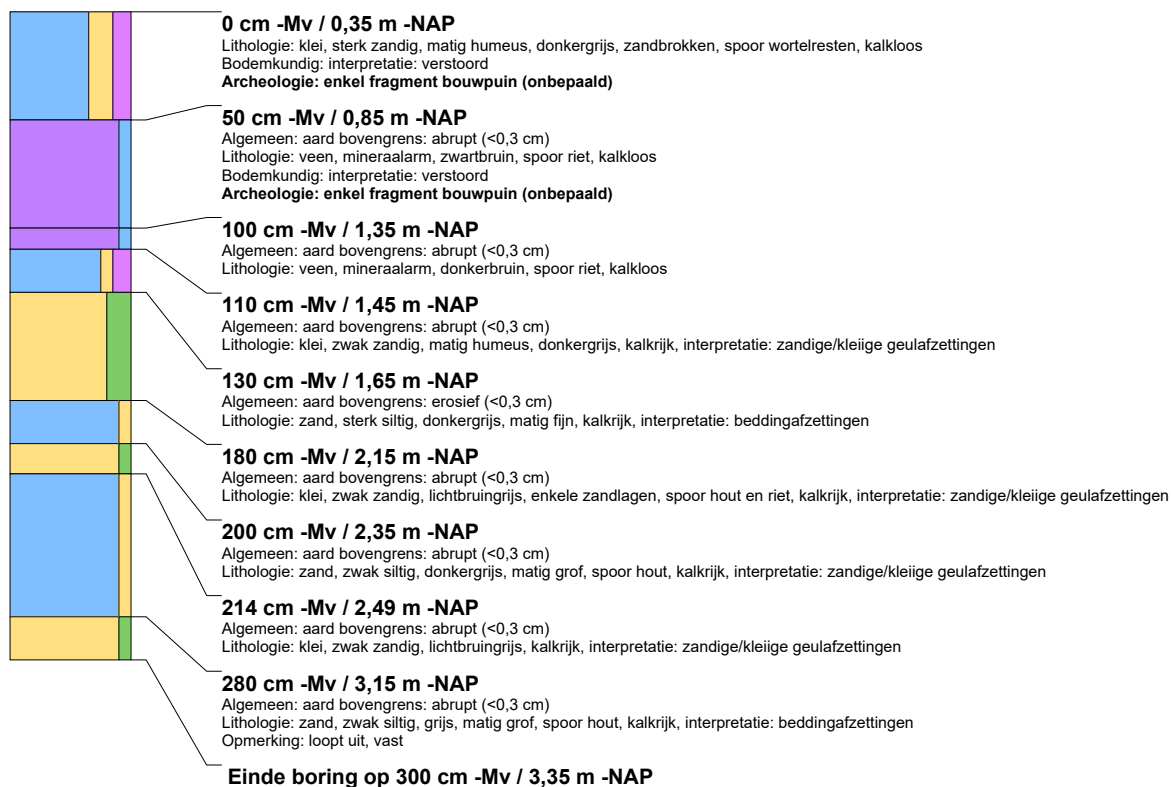 0 cm -Mv / 0,35 m -NAP
Lithologie: klei, sterk zandig, matig humeus, donkergrijs, zandbrokken, spoor wortelresten, kalkloos
Bodemkundig: interpretatie: verstoord
Archeologie: enkel fragment bouwpuin (onbepaald)
50 cm -Mv / 0,85 m -NAP
Algemeen: aard bovengrens: abrupt (<0,3 cm)
Lithologie: veen, mineraalarm, zwartbruin, spoor riet, kalkloos
Bodemkundig: interpretatie: verstoord
Archeologie: enkel fragment bouwpuin (onbepaald)
100 cm -Mv / 1,35 m -NAP
Algemeen: aard bovengrens: abrupt (<0,3 cm)
Lithologie: veen, mineraalarm, donkerbruin, spoor riet, kalkloos
110 cm -Mv / 1,45 m -NAP
Algemeen: aard bovengrens: abrupt (<0,3 cm)
Lithologie: klei, zwak zandig, matig humeus, donkergrijs, kalkrijk, interpretatie: zandige/kleiige geulafzettingen
130 cm -Mv / 1,65 m -NAP
Algemeen: aard bovengrens: erosief (<0,3 cm)
Lithologie: zand, sterk siltig, donkergrijs, matig fijn, kalkrijk, interpretatie: beddingafzettingen
180 cm -Mv / 2,15 m -NAP
Algemeen: aard bovengrens: abrupt (<0,3 cm)
Lithologie: klei, zwak zandig, lichtbruingrijs, enkele zandlagen, spoor hout en riet, kalkrijk, interpretatie: zandige/kleiige geulafzettingen
200 cm -Mv / 2,35 m -NAP
Algemeen: aard bovengrens: abrupt (<0,3 cm)
Lithologie: zand, zwak siltig, donkergrijs, matig grof, spoor hout, kalkrijk, interpretatie: zandige/kleiige geulafzettingen
214 cm -Mv / 2,49 m -NAP
Algemeen: aard bovengrens: abrupt (<0,3 cm)
Lithologie: klei, zwak zandig, lichtbruingrijs, kalkrijk, interpretatie: zandige/kleiige geulafzettingen
280 cm -Mv / 3,15 m -NAP
Algemeen: aard bovengrens: abrupt (<0,3 cm)
Lithologie: zand, zwak siltig, grijs, matig grof, spoor hout, kalkrijk, interpretatie: beddingafzettingen
Opmerking: loopt uit, vast
Einde boring op 300 cm -Mv / 3,35 m -NAP